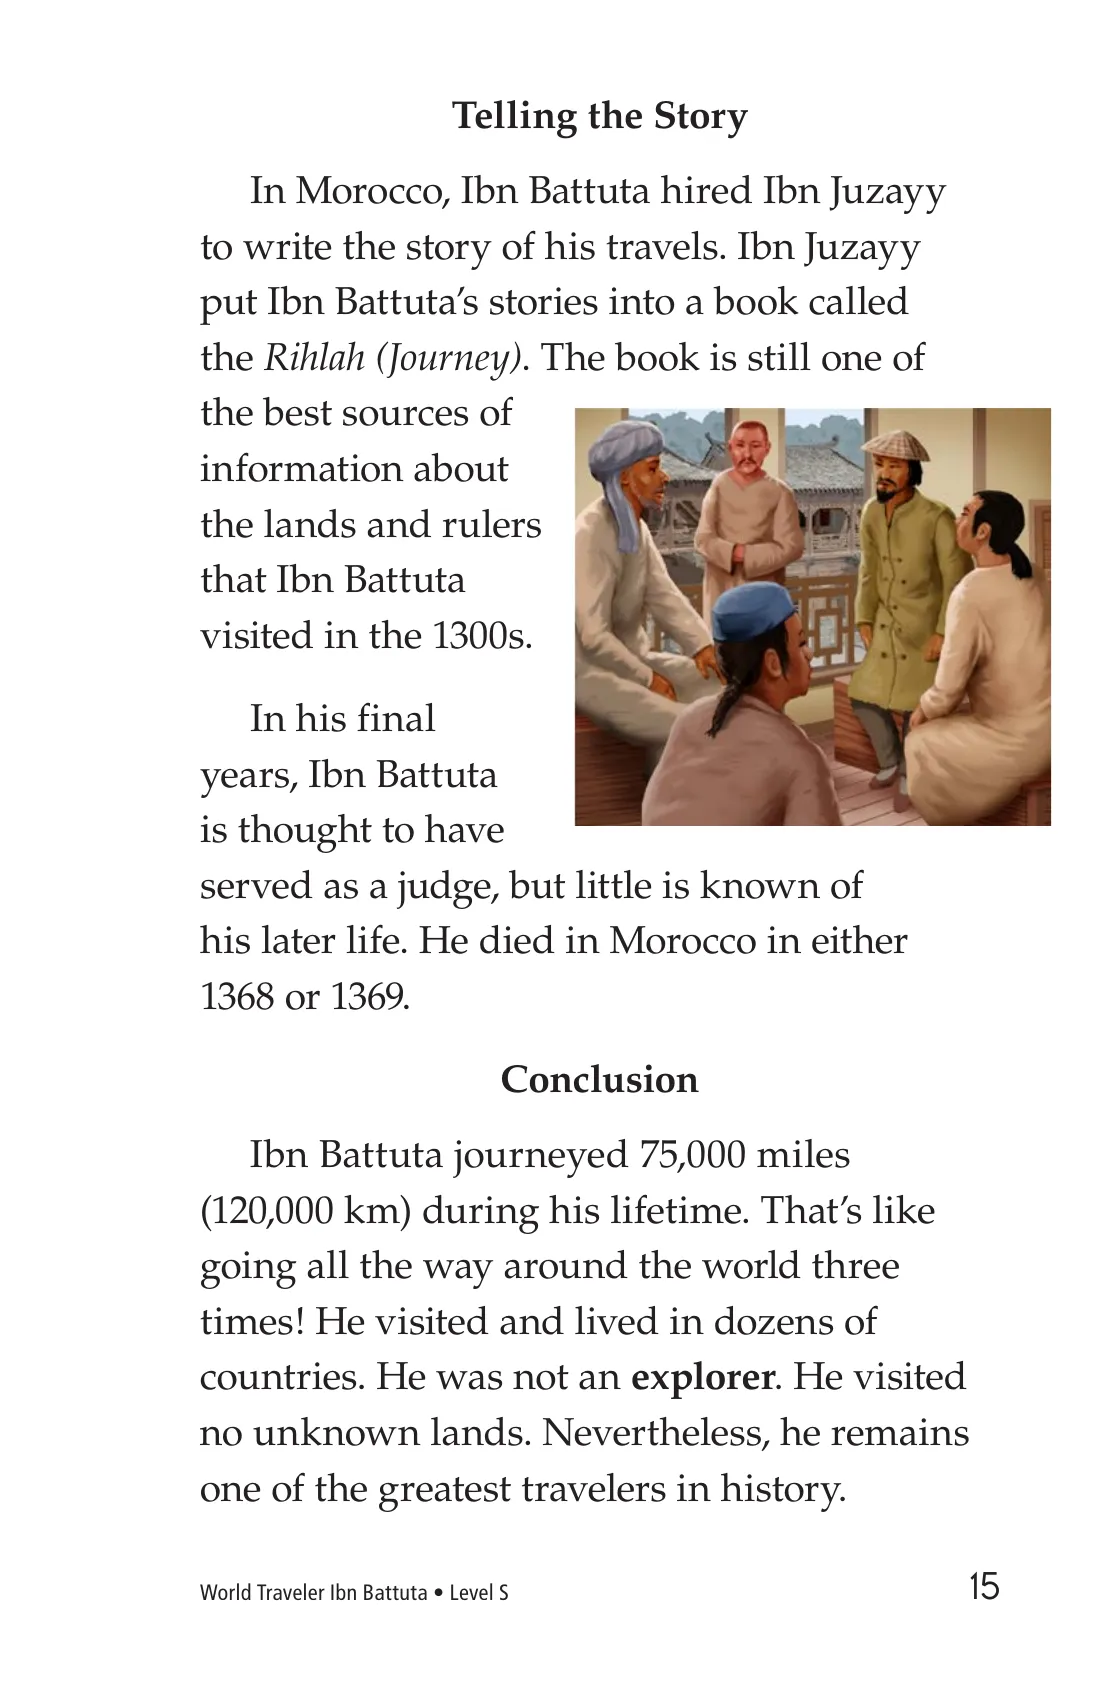 Telling the Story
In Morocco, Ibn Battuta hired Ibn Juzayy
to write the story of his travels. Ibn Juzayy
put Ibn Battuta’s stories into a book called
the Rihlah (Journey). The book is still one of
the best sources of
information about
the lands and rulers
that Ibn Battuta
visited in the 1300s.
In his final
years, Ibn Battuta
is thought to have
served as a judge, but little is known of
his later life. He died in Morocco in either
1368 or 1369.
Conclusion
Ibn Battuta journeyed 75,000 miles
(120,000 km) during his lifetime. That’s like
going all the way around the world three
times! He visited and lived in dozens of
countries. He was not an explorer. He visited
no unknown lands. Nevertheless, he remains
one of the greatest travelers in history.
World Traveler Ibn Battuta • Level S
15